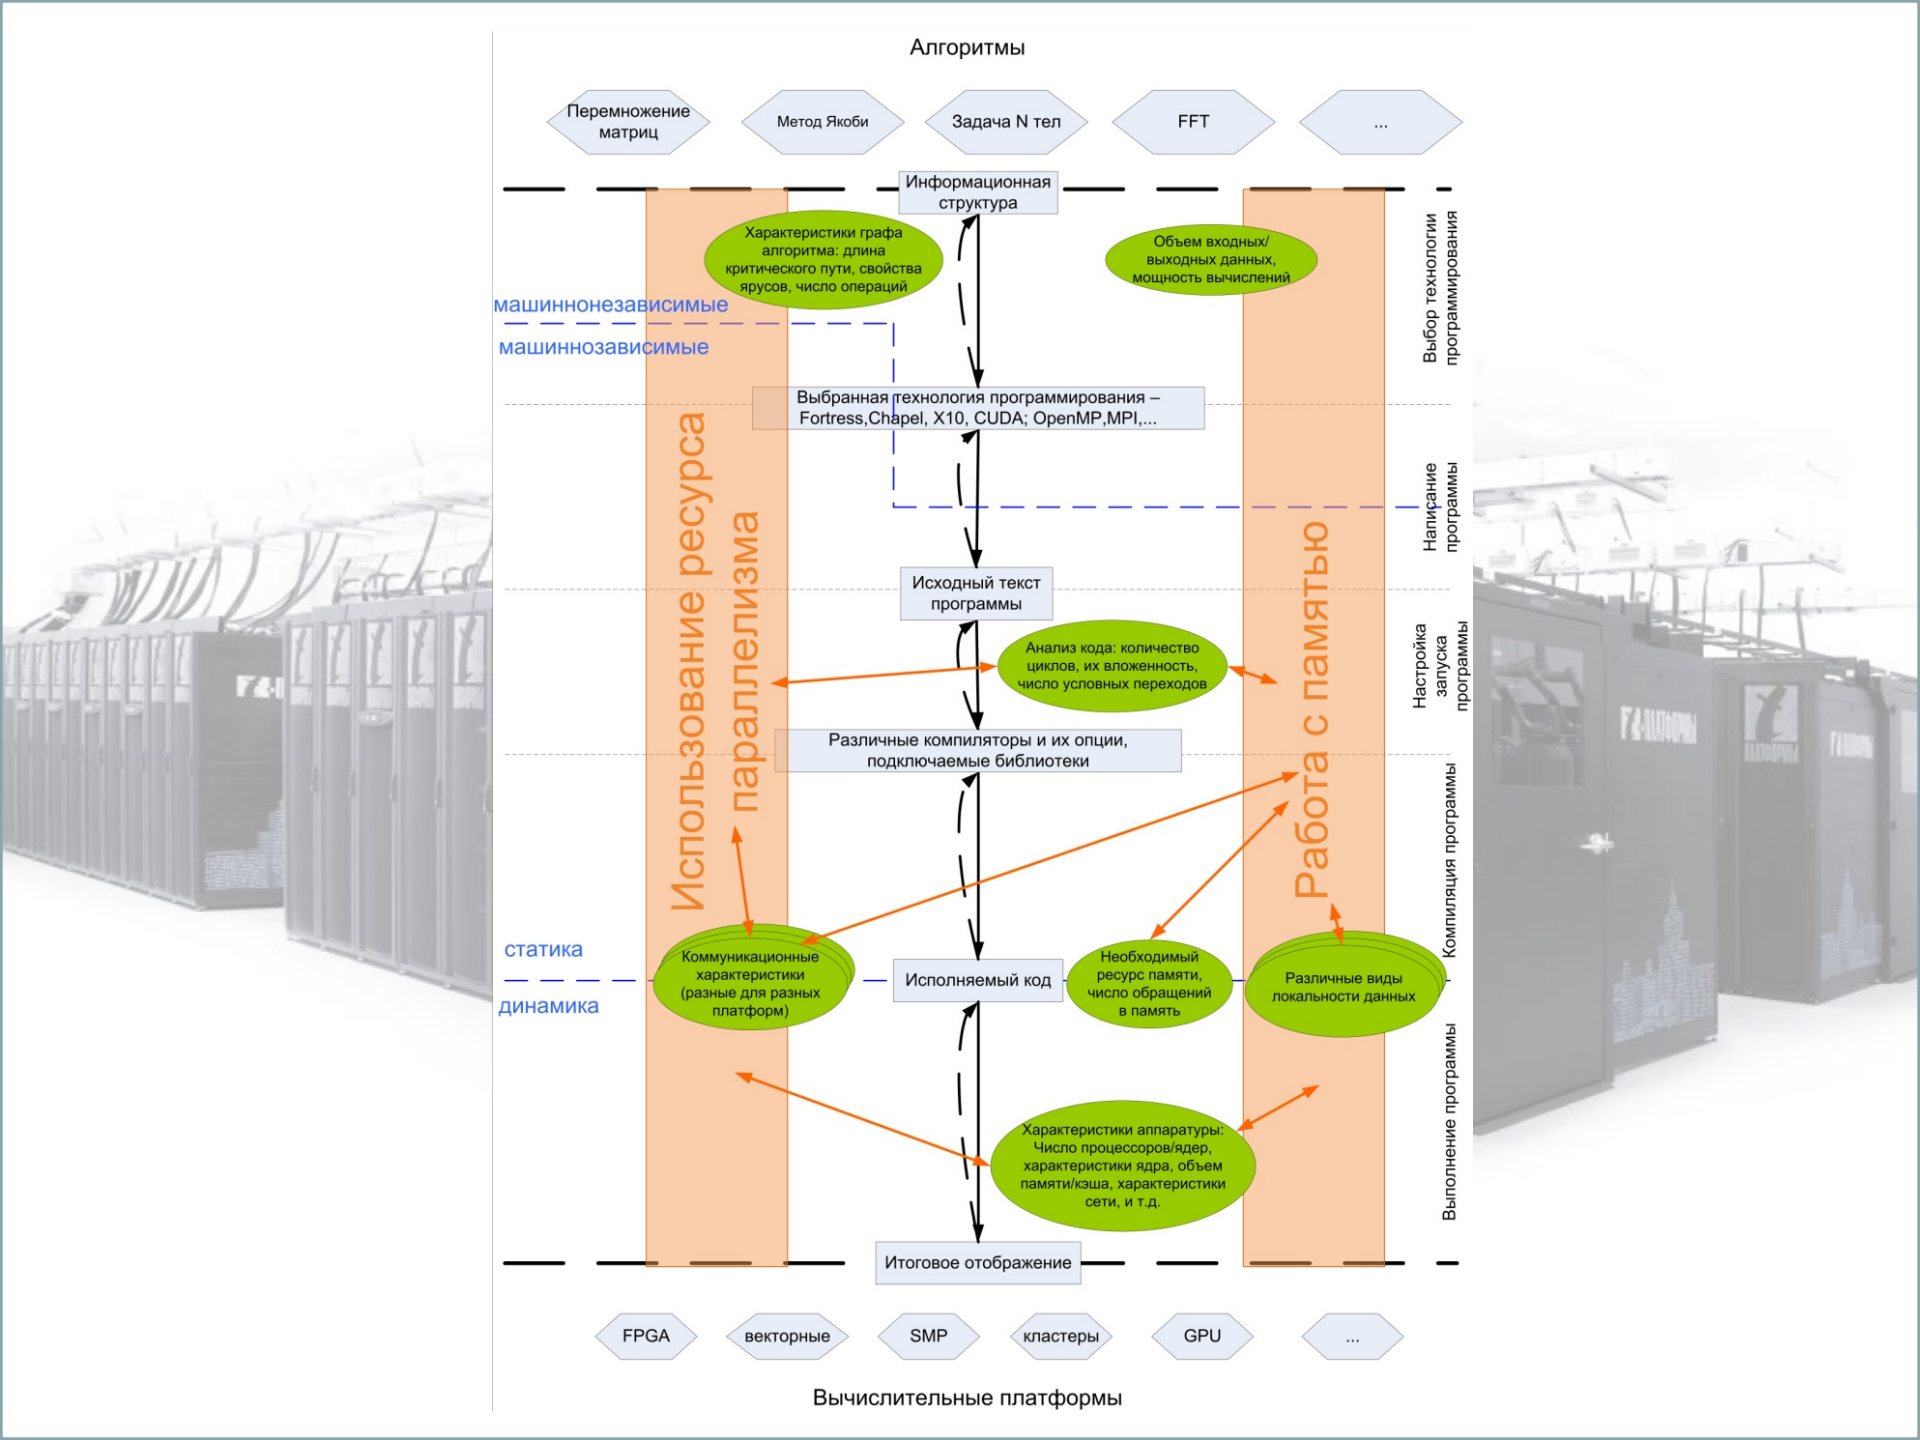 Алгоритмы
Перемножение
матриц
Метод Якоби
Задача N тел
FFT
...
Информационная
структура
Характеристики графа
алгоритма: длина
критического пути, свойства
ярусов, число операций
Объем входных/
выходных данных,
мощность вычислений
Выбор технологии
программирования
машиннонезависимые
машиннозависимые
Выбранная технология программирования –
Fortress,Chapel, X10, CUDA; OpenMP,MPI,...
Использование ресурса
параллелизма
Работа с памятью
Написание
программы
Исходный текст
программы
Анализ кода: количество
циклов, их вложенность,
число условных переходов
Настройка
запуска
программы
Различные компиляторы и их опции,
подключаемые библиотеки
Компиляция программы
статика
динамика
Коммуникационные
характеристики
(разные для разных
платформ)
Исполняемый код
Необходимый
ресурс памяти,
число обращений
в память
Различные виды
локальности данных
Выполнение программы
Характеристики аппаратуры:
Число процессоров/ядер,
характеристики ядра, объем
памяти/кэша, характеристики
сети, и т.д.
Итоговое отображение
FPGA
векторные
SMP
кластеры
GPU
...
Вычислительные платформы